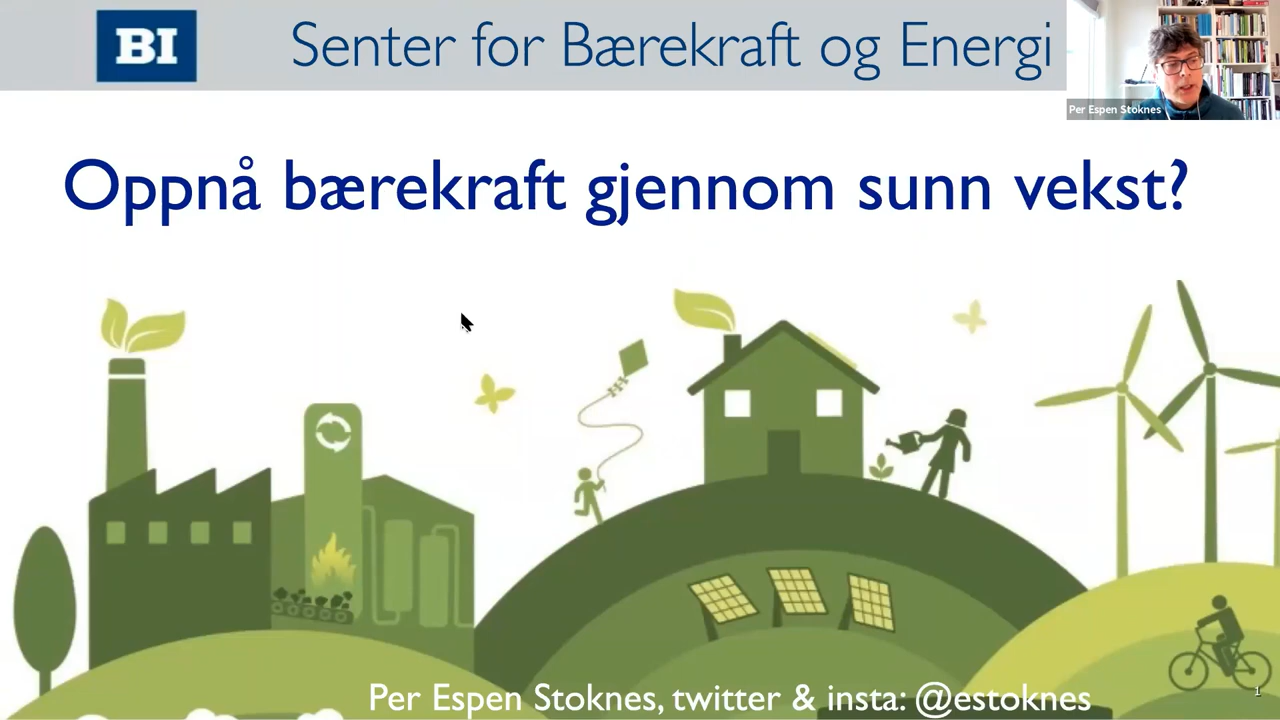 BI
Senter for Bærekraft og Energi
Per Espen Stoknes
Oppnå bærekraft gjennom sunn vekst?
Per Espen Stoknes, twitter & insta: @estoknes
1